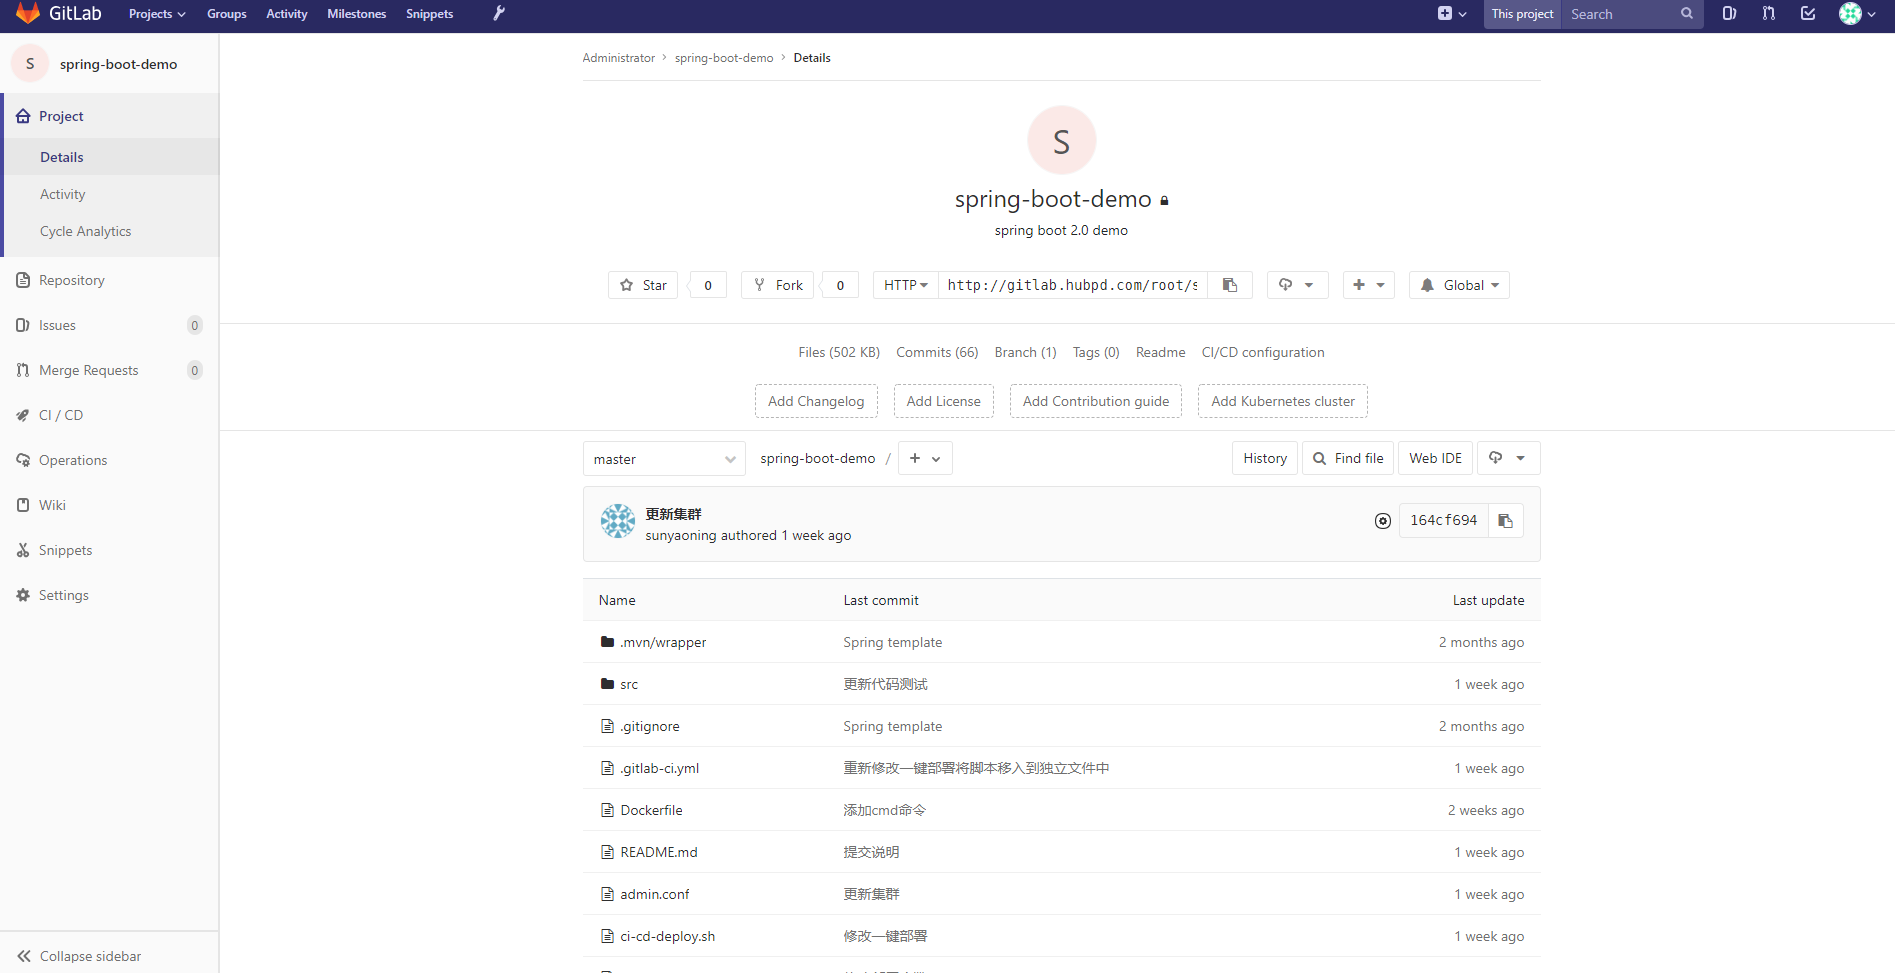 GitLab Projects Groups Activity Milestones Snippets This project Search
S spring-boot-demo
Project
Details
Activity
Cycle Analytics
Repository
Issues 0
Merge Requests 0
CI / CD
Operations
Wiki
Snippets
Settings
Collapse sidebar
Administrator > spring-boot-demo > Details
S
spring-boot-demo
spring boot 2.0 demo
Star 0 Fork 0 HTTP http://gitlab.hubpd.com/root/s Global
Files (502 KB) Commits (66) Branch (1) Tags (0) Readme CI/CD configuration
Add Changelog Add License Add Contribution guide Add Kubernetes cluster
master spring-boot-demo / + History Find file Web IDE
更新集群
sunyaoning authored 1 week ago
164cf694
Name Last commit Last update
.mvn/wrapper Spring template 2 months ago
src 更新代码测试 1 week ago
.gitignore Spring template 2 months ago
.gitlab-ci.yml 重新修改一键部署将脚本移入到独立文件中 1 week ago
Dockerfile 添加cmd命令 2 weeks ago
README.md 提交说明 1 week ago
admin.conf 更新集群 1 week ago
ci-cd-deploy.sh 修改一键部署 1 week ago